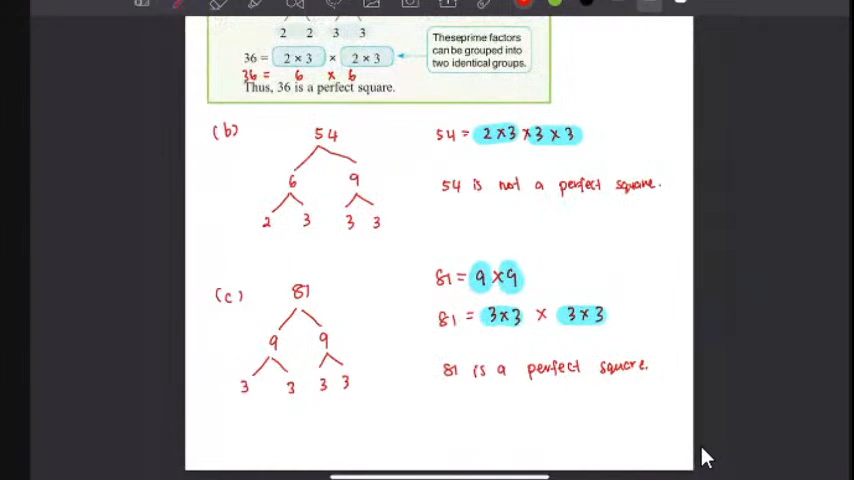 2 2 3 3
36 = 2 × 3 × 2 × 3
36 = 6 × 6
Theseprime factors
can be grouped into
two identical groups.
Thus, 36 is a perfect square.
(b)
54
6 9
2 3 3 3
54 = 2 × 3 × 3 × 3
54 is not a perfect square.
(c)
81
9 9
3 3 3 3
81 = 9 × 9
81 = 3 × 3 × 3 × 3
81 is a perfect square.